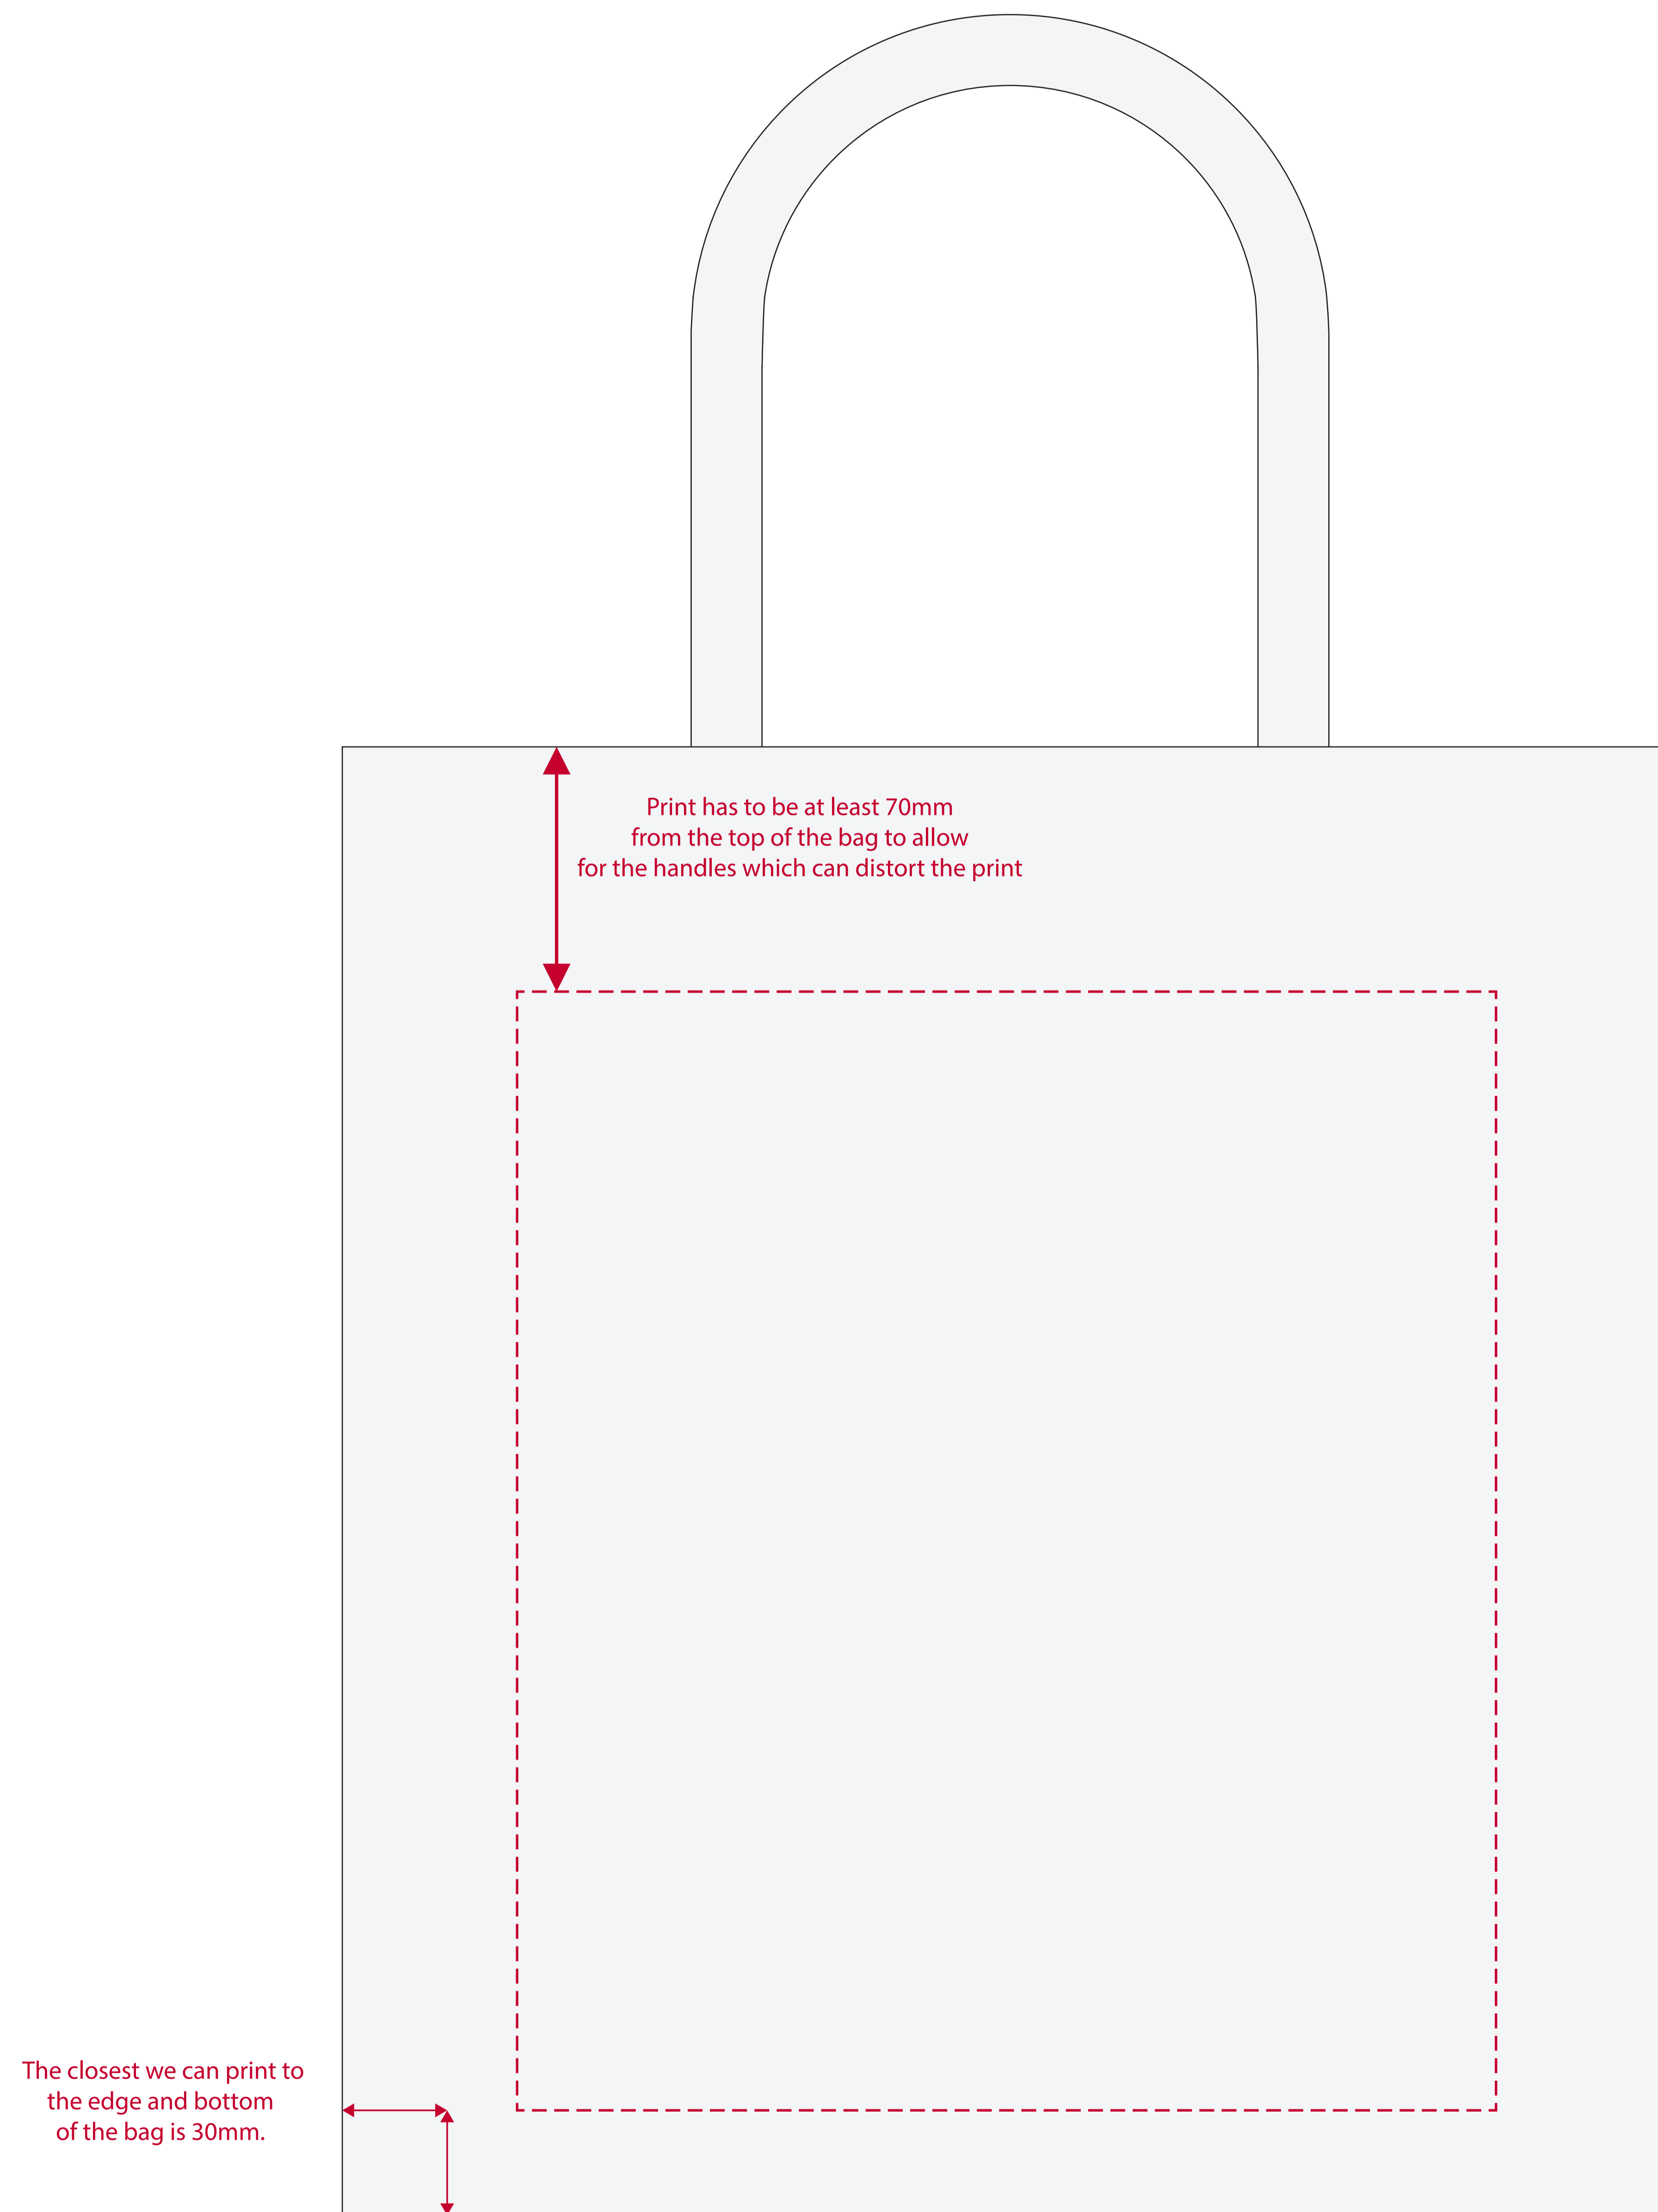 Print has to be at least 70mm
from the top of the bag to allow
for the handles which can distort the print
The closest we can print to
the edge and bottom
of the bag is 30mm.